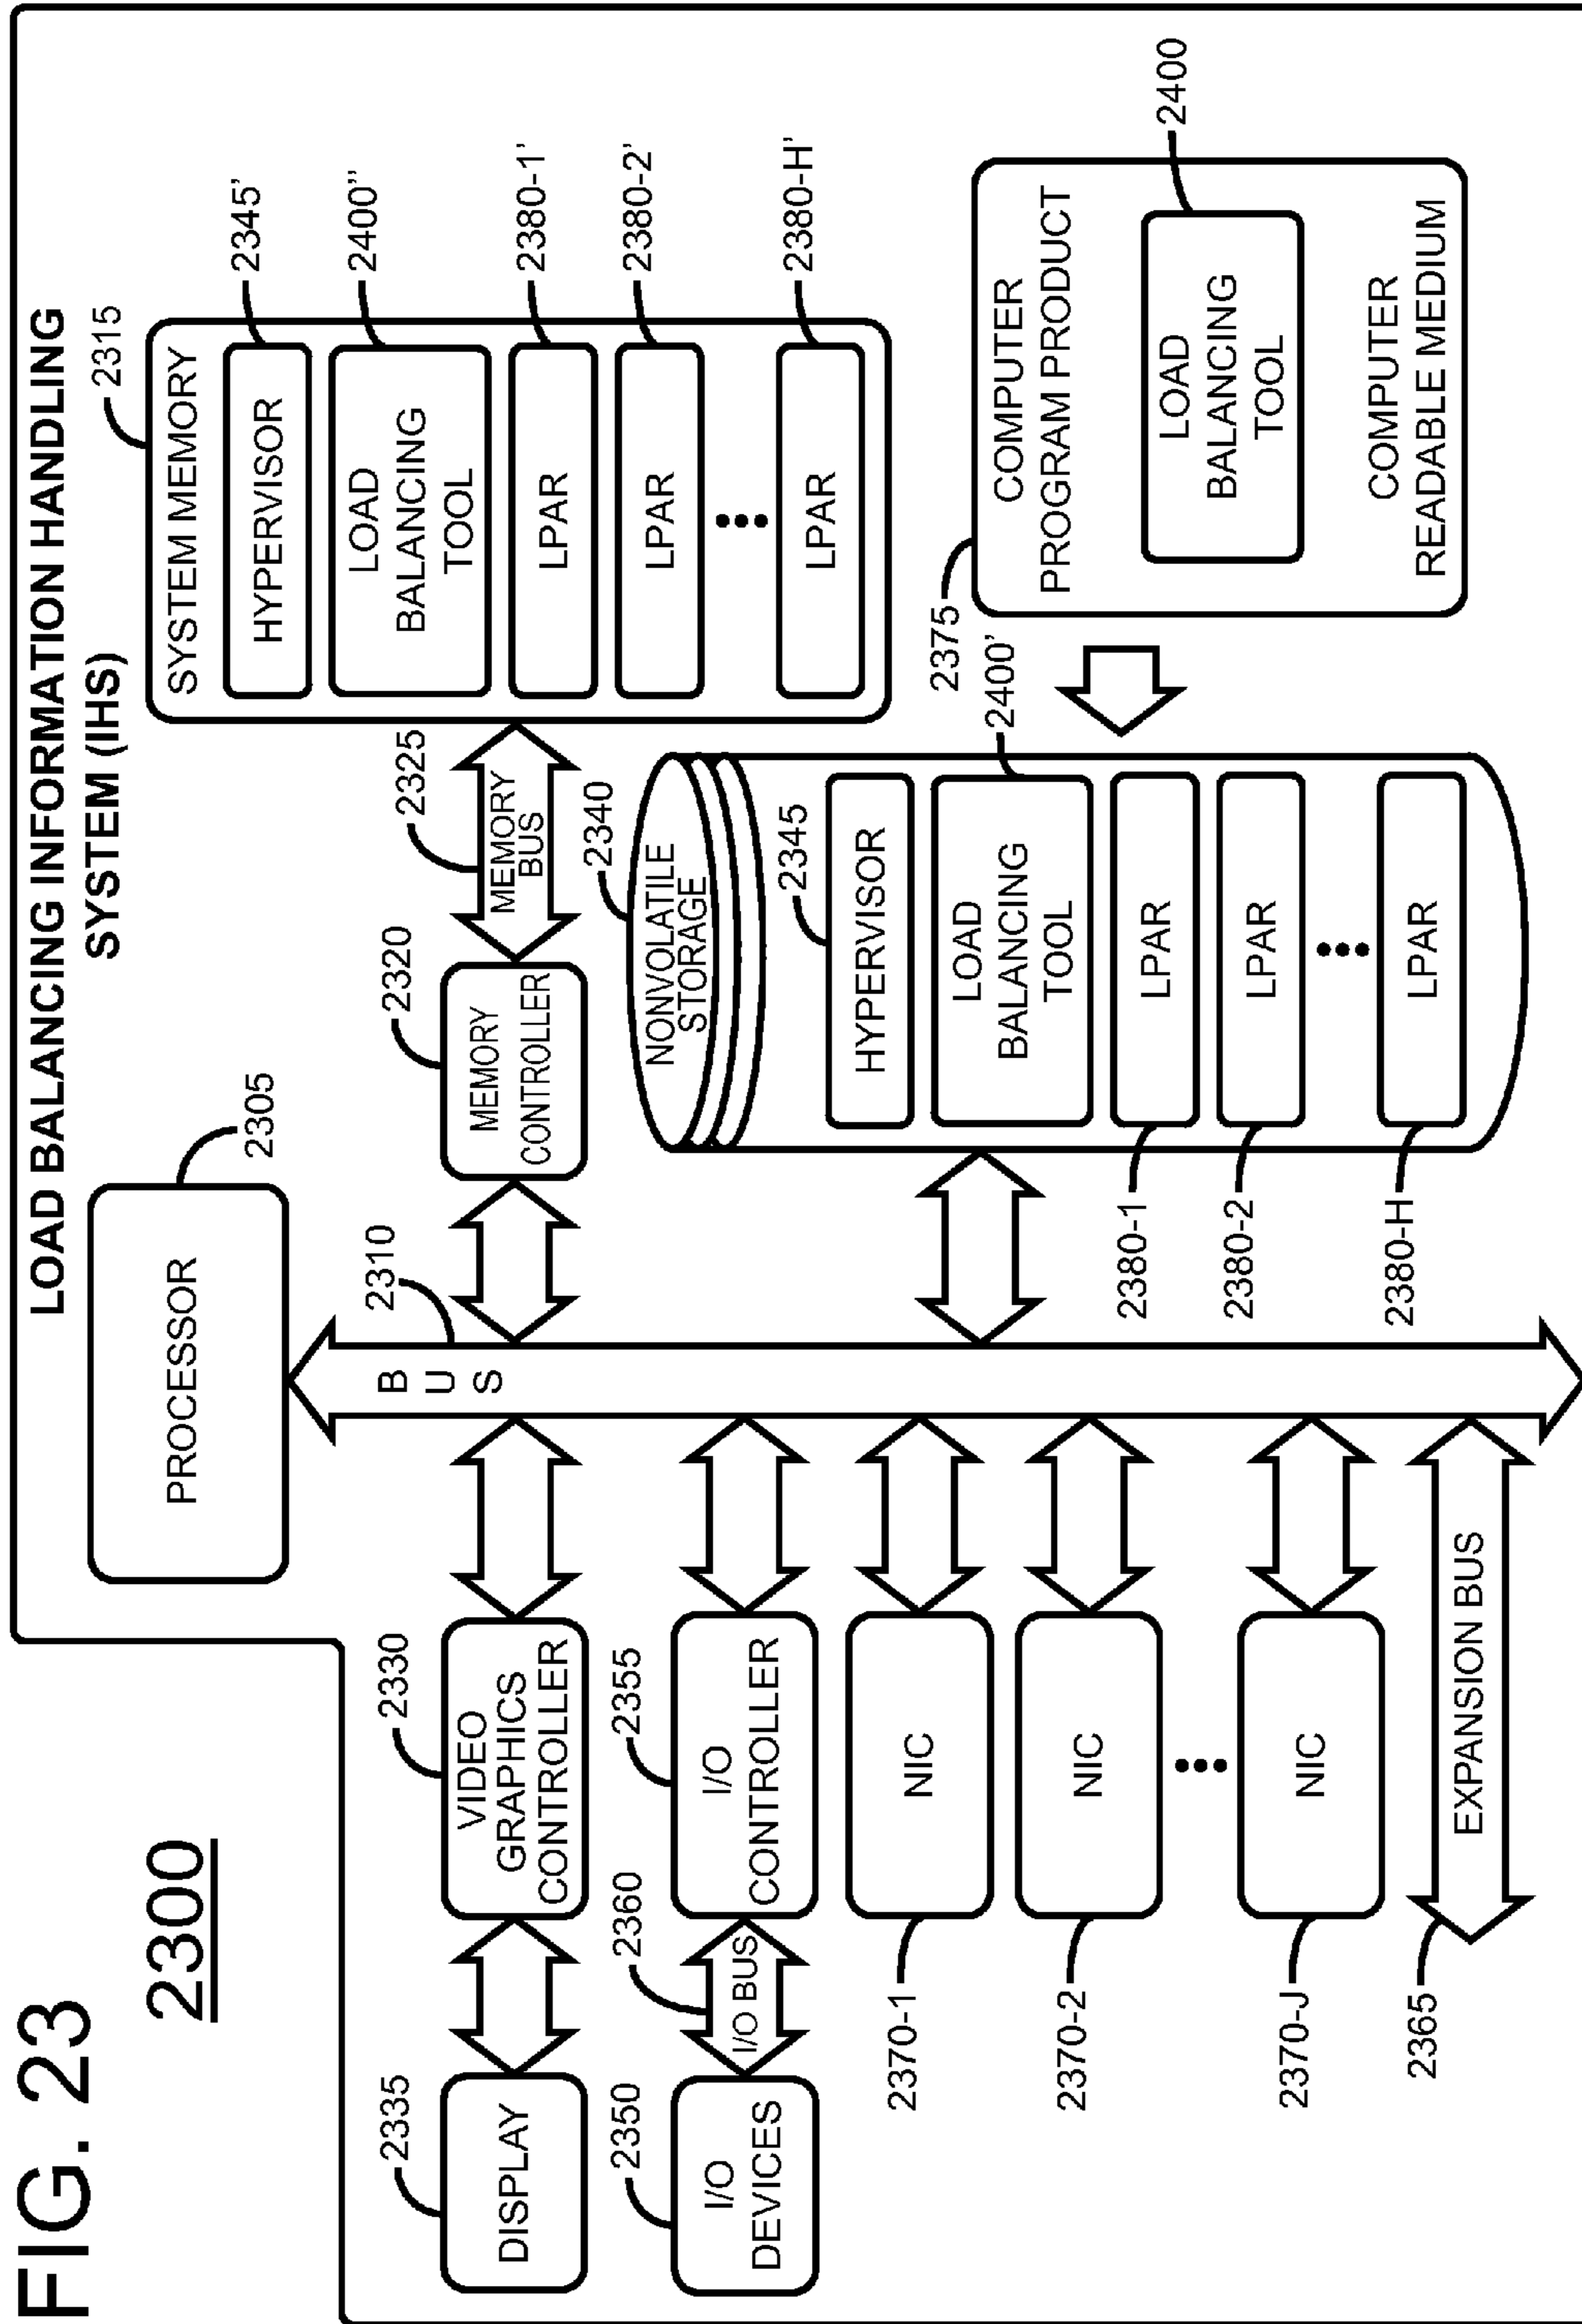 FIG. 23
2300
LOAD BALANCING INFORMATION HANDLING
SYSTEM (IHS)
PROCESSOR
2305
2310
B
U
S
2335
DISPLAY
2330
VIDEO
GRAPHICS
CONTROLLER
2320
MEMORY
CONTROLLER
2325
MEMORY
BUS
2315
SYSTEM MEMORY
HYPERVISOR
2345'
LOAD
BALANCING
TOOL
2400"
LPAR
2380-1'
LPAR
2380-2'
LPAR
2380-H'
2350
I/O
DEVICES
2360
I/O BUS
2355
I/O
CONTROLLER
2370-1
NIC
2370-2
NIC
2370-J
NIC
2365
EXPANSION BUS
2340
NONVOLATILE
STORAGE
2345
HYPERVISOR
LOAD
BALANCING
TOOL
2400'
LPAR
2380-1
LPAR
2380-2
LPAR
2380-H
2375
COMPUTER
PROGRAM PRODUCT
LOAD
BALANCING
TOOL
2400
COMPUTER
READABLE MEDIUM